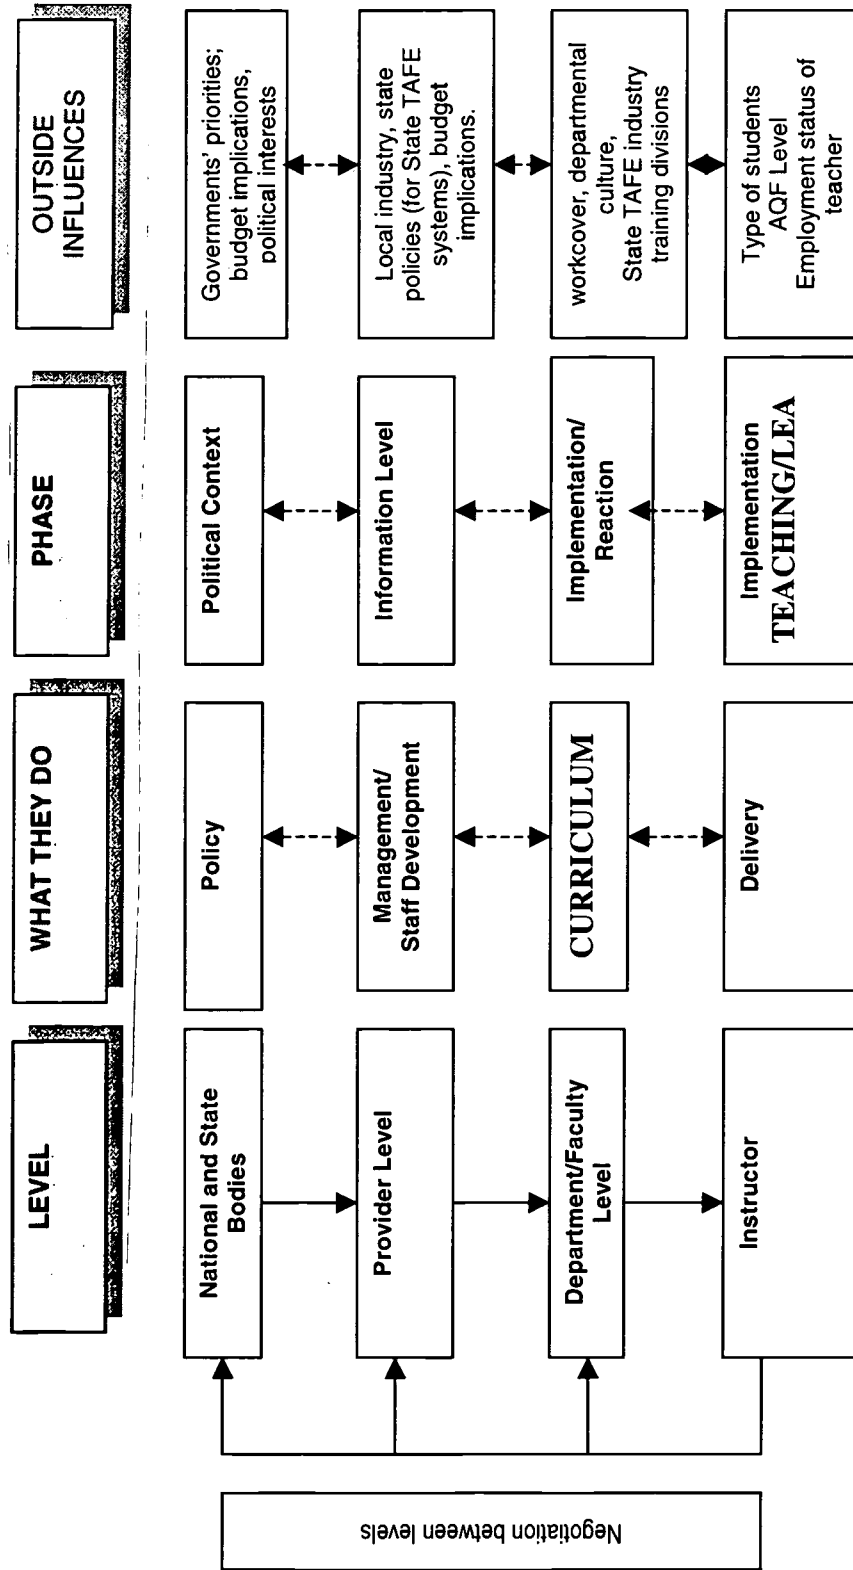 LEVEL
WHAT THEY DO
PHASE
OUTSIDE
INFLUENCES
National and State
Bodies
Policy
Political Context
Governments' priorities;
budget implications,
political interests
Provider Level
Management/
Staff Development
Information Level
Local industry, state
policies (for State TAFE
systems), budget
implications.
Department/Faculty
Level
CURRICULUM
Implementation/
Reaction
workcover, departmental
culture,
State TAFE industry
training divisions
Instructor
Delivery
Implementation
TEACHING/LEA
Type of students
AQF Level
Employment status of
teacher
Negotiation between levels